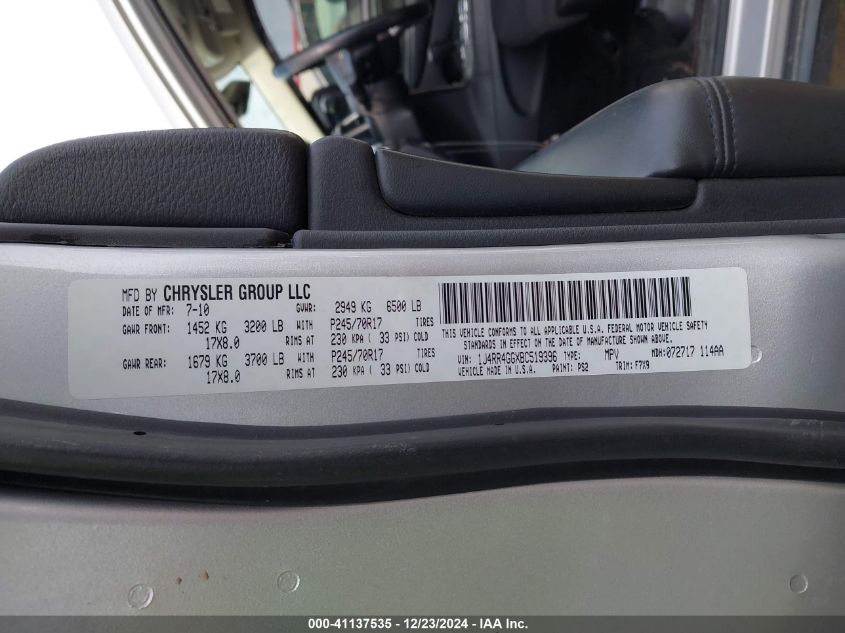 MFD BY CHRYSLER GROUP LLC
DATE OF MFR: 7-10 GVWR: 2949 KG 6500 LB
GAWR FRONT: 1452 KG 3200 LB WITH P245/70R17 TIRES
17X8.0 RIMS AT 230 KPA ( 33 PSI) COLD
GAWR REAR: 1679 KG 3700 LB WITH P245/70R17 TIRES
17X8.0 RIMS AT 230 KPA ( 33 PSI) COLD
THIS VEHICLE CONFORMS TO ALL APPLICABLE U.S.A. FEDERAL MOTOR VEHICLE SAFETY
STANDARDS IN EFFECT ON THE DATE OF MANUFACTURE SHOWN ABOVE.
VIN: 1J4RR4GGXBC519396 TYPE: MPV MDH:072717 114AA
VEHICLE MADE IN U.S.A. PAINT: PS2 TRIM: F7X9
000-41137535 - 12/23/2024 - IAA Inc.